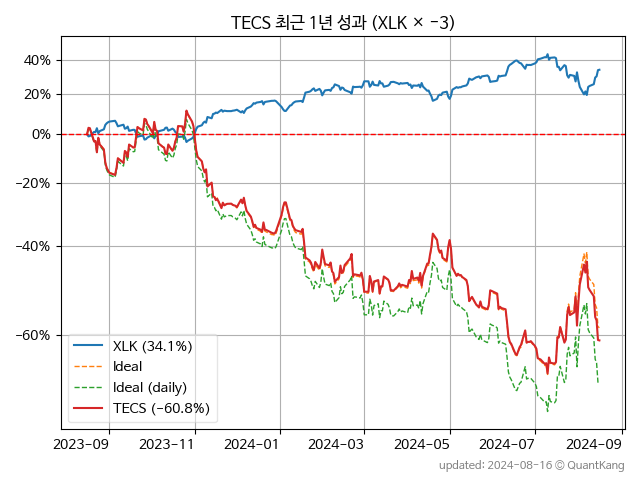 TECS 최근 1년 성과 (XLK × −3)
40%
20%
0%
−20%
−40%
−60%
XLK (34.1%)
Ideal
Ideal (daily)
TECS (−60.8%)
2023−09 2023−11 2024−01 2024−03 2024−05 2024−07 2024−09
updated: 2024-08-16 © QuantKang